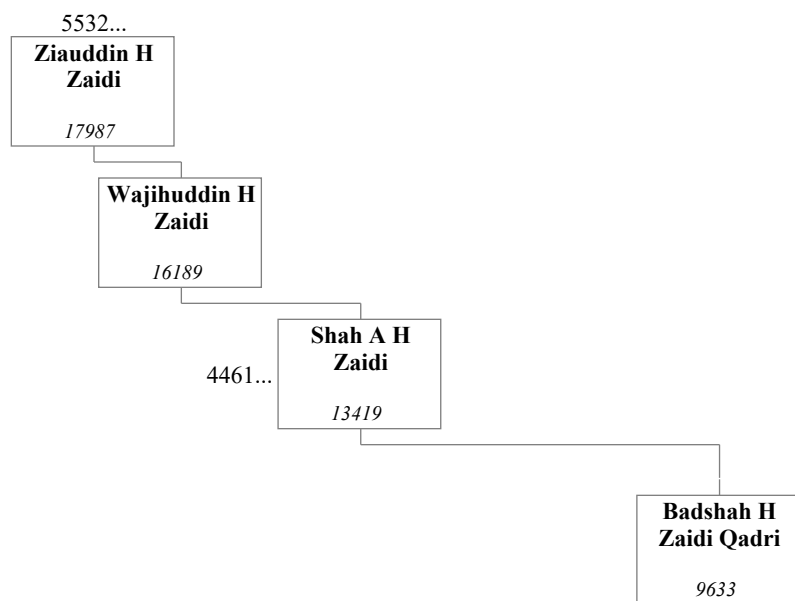 5532...
Ziauddin H
Zaidi
17987
Wajihuddin H
Zaidi
16189
Shah A H
Zaidi
4461...
13419
Badshah H
Zaidi Qadri
9633